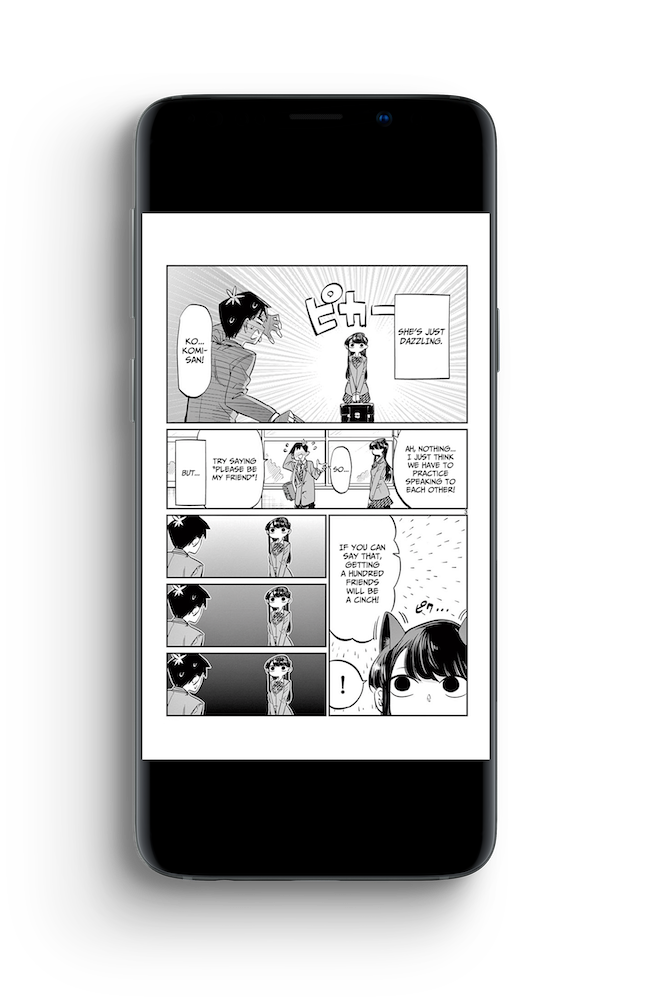 SHE'S JUST
DAZZLING.
ピカー
KO...
KOMI-
SAN!
AH, NOTHING...
I JUST THINK
WE HAVE TO
PRACTICE
SPEAKING TO
EACH OTHER!
SO...
TRY SAYING
"PLEASE BE
MY FRIEND"!
BUT...
IF YOU CAN
SAY THAT,
GETTING
A HUNDRED
FRIENDS
WILL BE
A CINCH!
ピク...
!